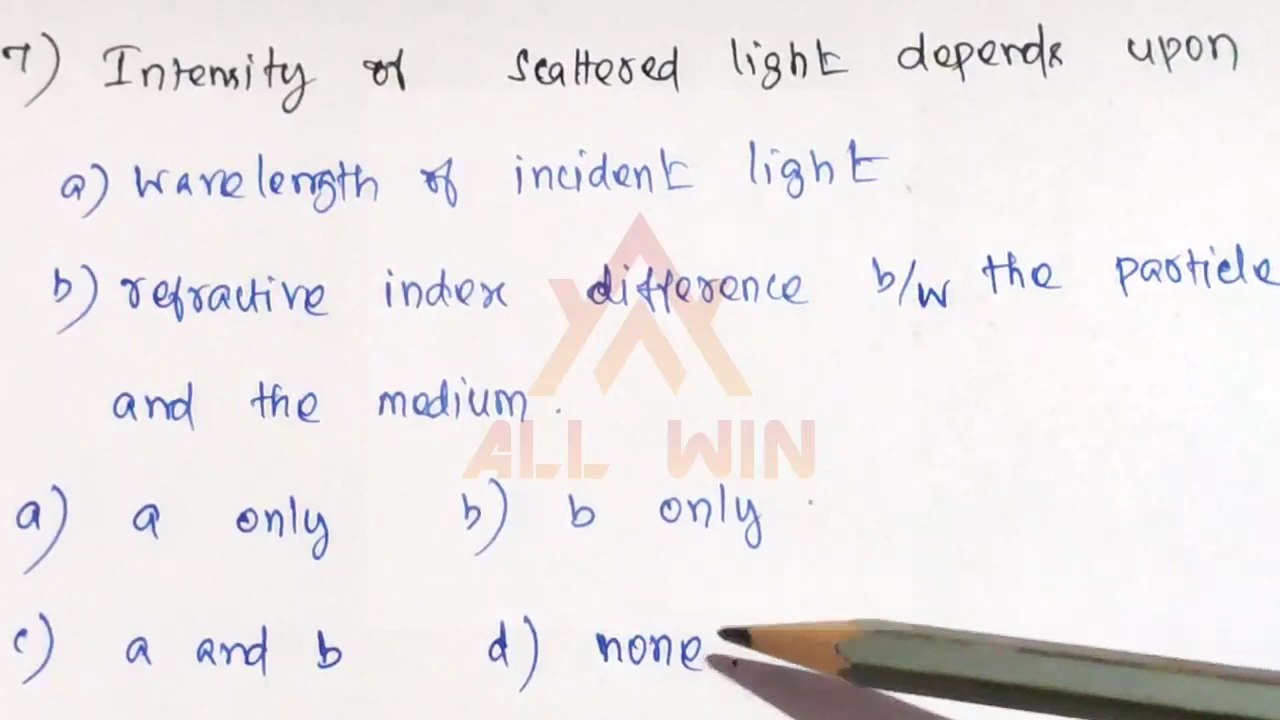 7) Intensity of scattered light depends upon
a) wavelength of incident light.
b) refractive index difference b/w the particle
and the medium.
ALL WIN
a) a only b) b only
c) a and b d) none